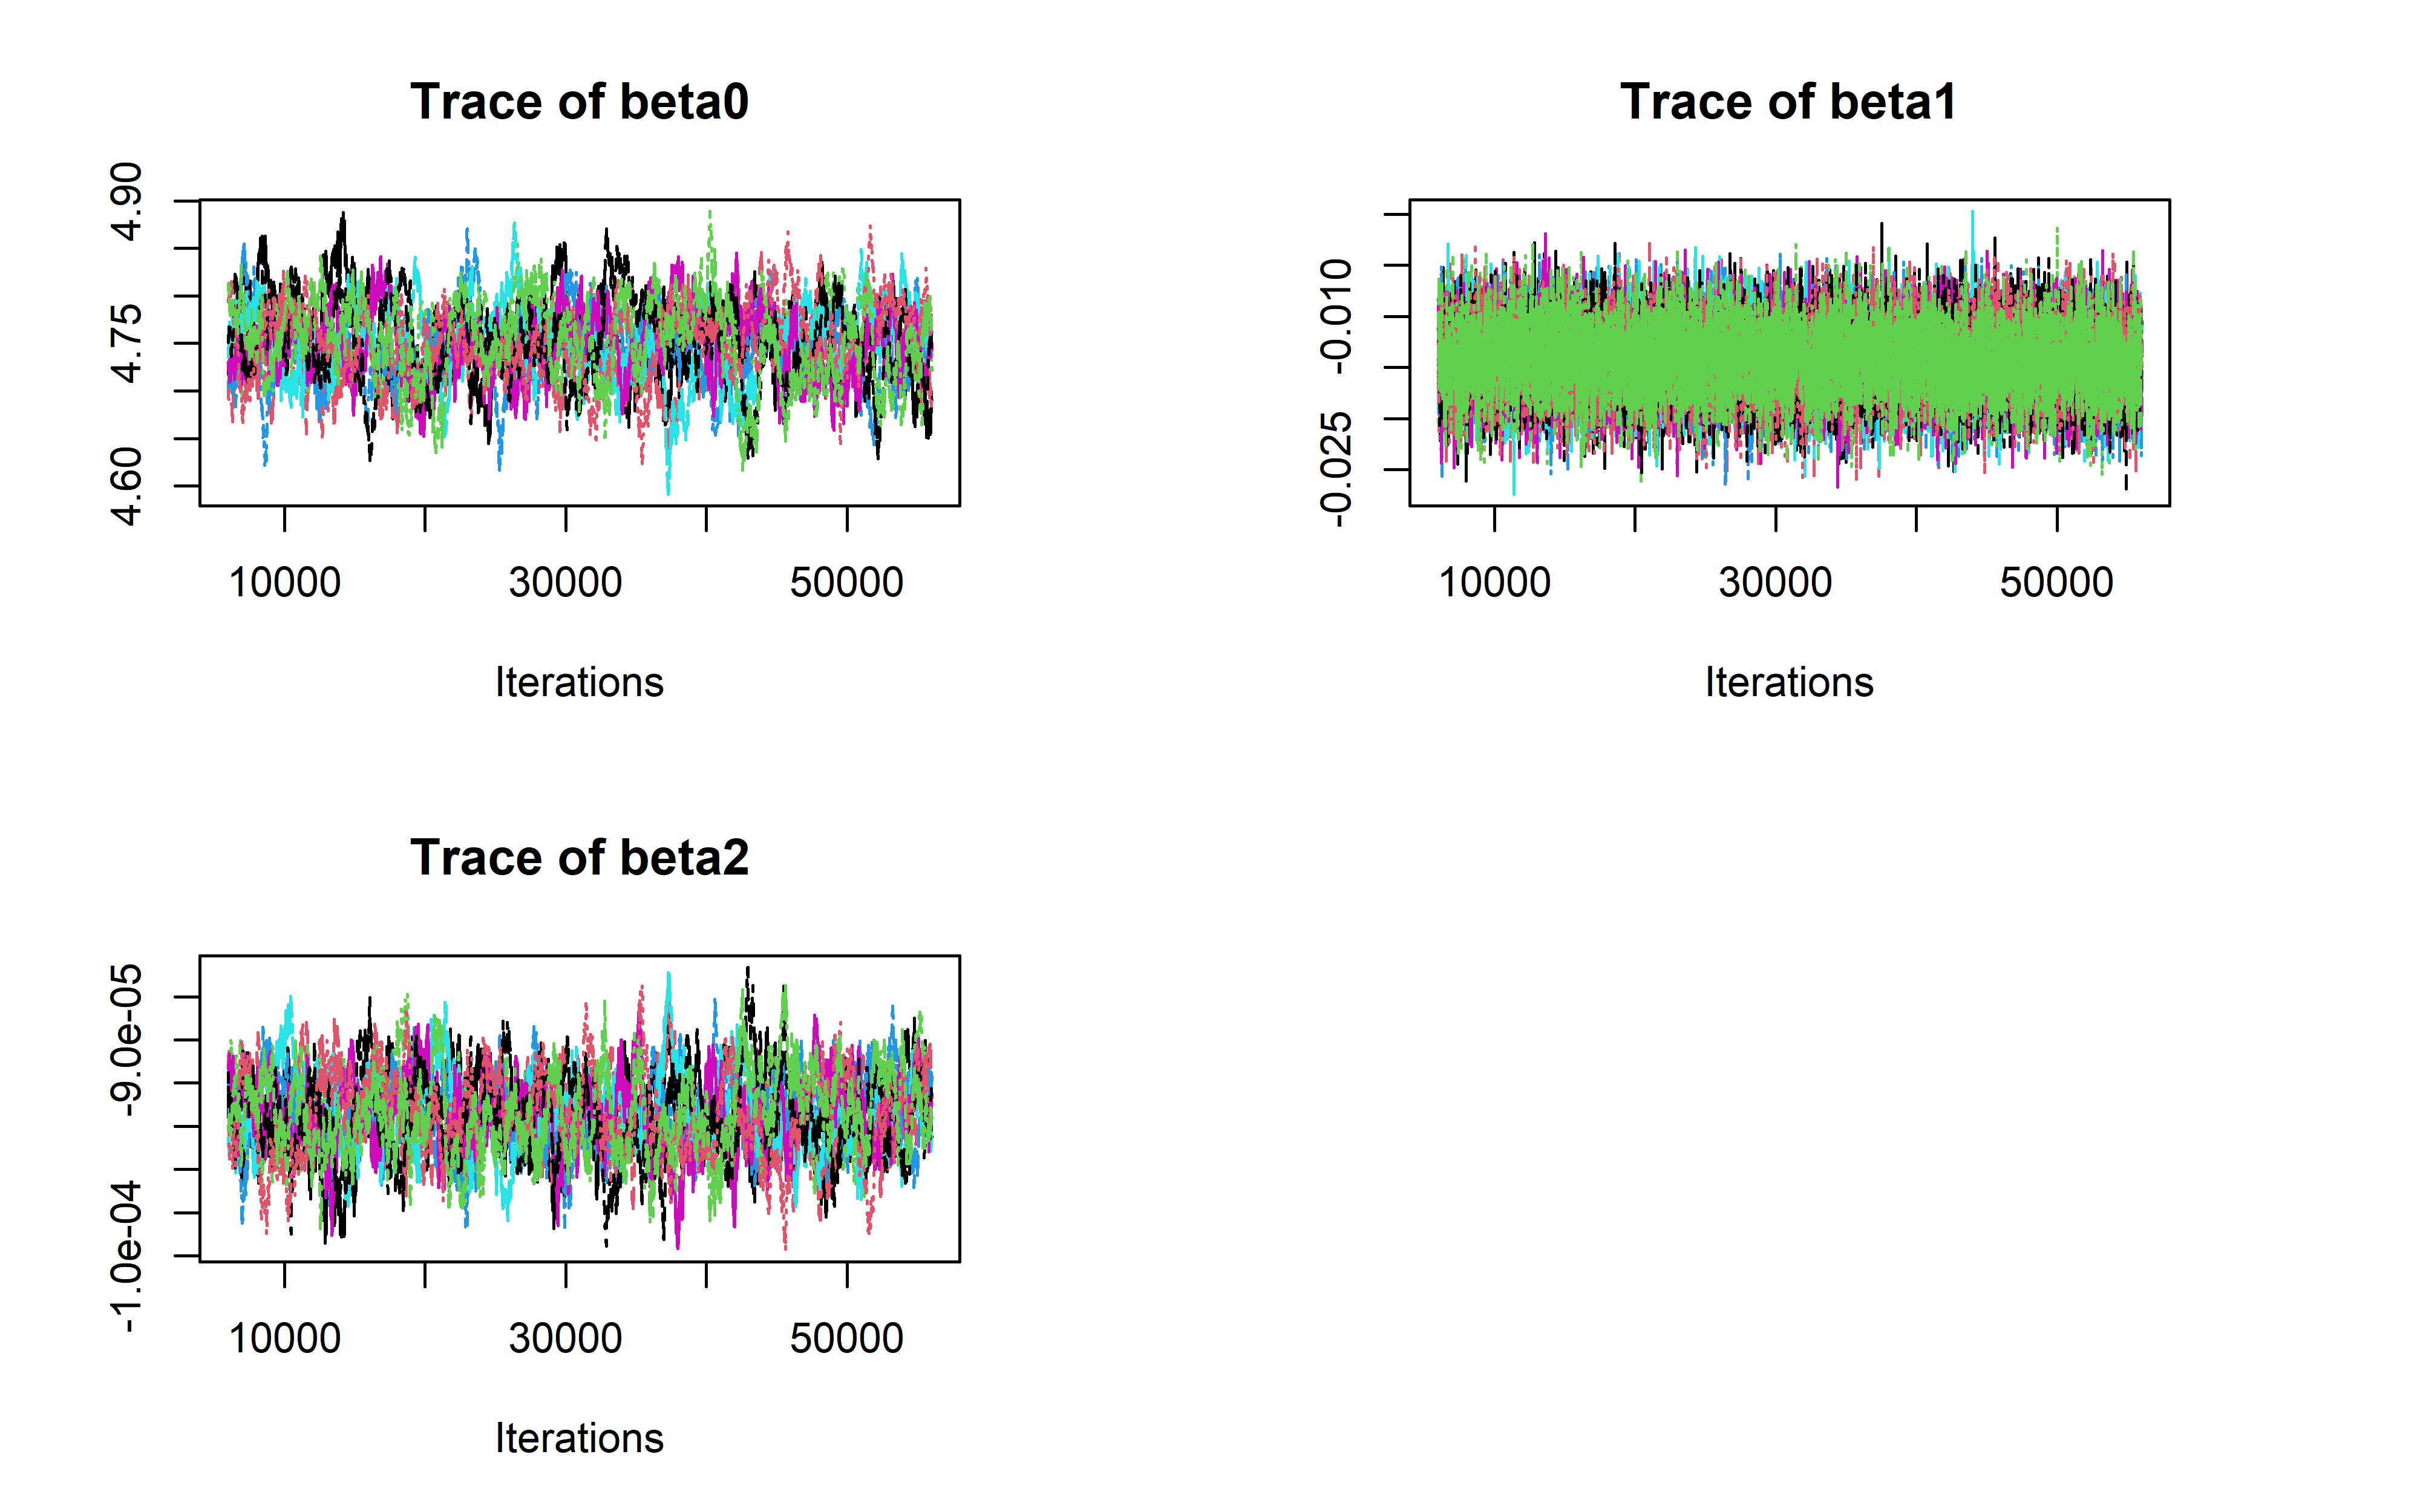 Trace of beta0
4.90
4.75
4.60
10000 30000 50000
Iterations
Trace of beta1
-0.010
-0.025
10000 30000 50000
Iterations
Trace of beta2
-9.0e-05
-1.0e-04
10000 30000 50000
Iterations